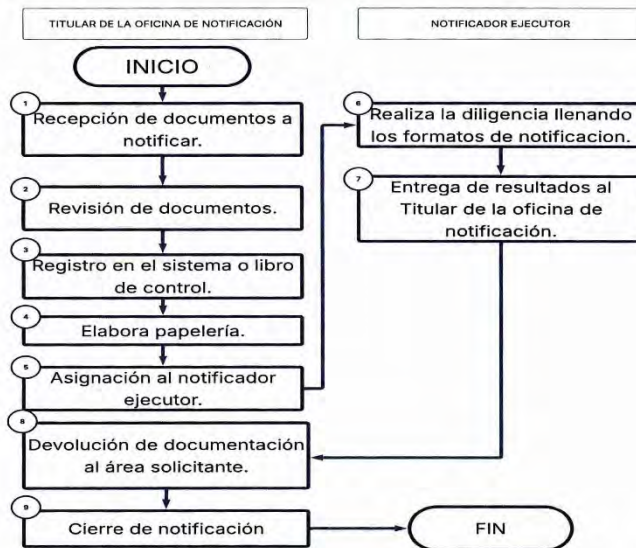 TITULAR DE LA OFICINA DE NOTIFICACIÓN
NOTIFICADOR EJECUTOR
INICIO
1
Recepción de documentos a
notificar.
2
Revisión de documentos.
3
Registro en el sistema o libro
de control.
4
Elabora papelería.
5
Asignación al notificador
ejecutor.
6
Realiza la diligencia llenando
los formatos de notificacion.
7
Entrega de resultados al
Titular de la oficina de
notificación.
8
Devolución de documentación
al área solicitante.
9
Cierre de notificación
FIN